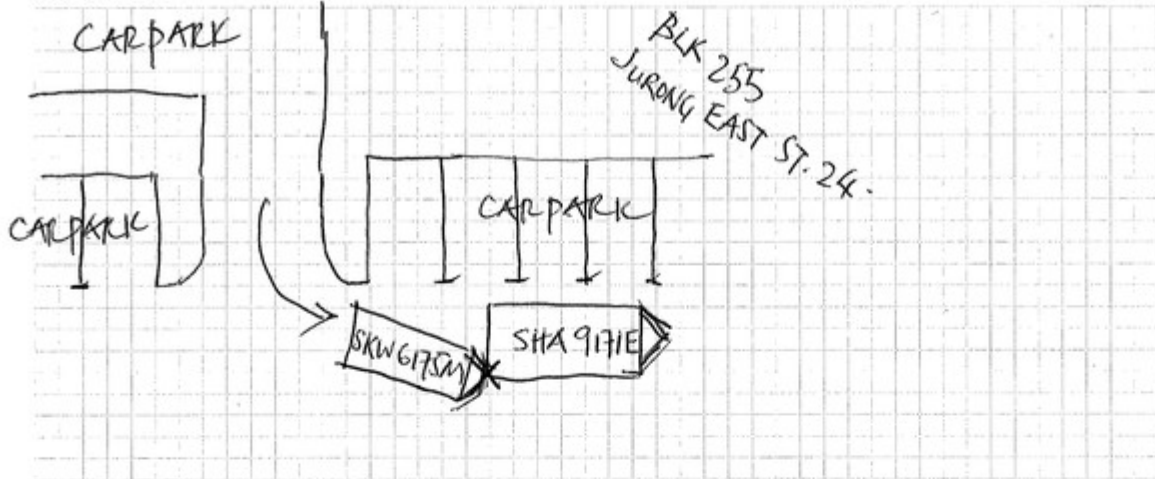 CARPARK
BLK 255
JURONG EAST ST. 24.
CARPARK
CARPARK
SKW6175M
SHA9171E